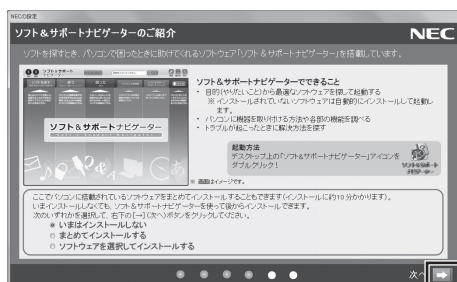 NECの設定
ソフト&サポートナビゲーターのご紹介
NEC
ソフトを探すとき、パソコンで困ったときに助けてくれるソフトウェア「ソフト&サポートナビゲーター」を搭載しています。
ソフト&サポートナビゲーター
ソフト&サポートナビゲーターでできること
・ 目的(やりたいこと)から最適なソフトウェアを探して起動する
※ インストールされていないソフトウェアは自動的にインストールして起動します。
・ パソコンに機器を取り付ける方法や各部の機能を調べる
・ トラブルが起こったときに解決方法を探す
起動方法
デスクトップ上の「ソフト&サポートナビゲーター」アイコンを
ダブルクリック!
ソフト&サポート
ナビゲーター
※ 画面はイメージです。
ここでパソコンに搭載されているソフトウェアをまとめてインストールすることもできます(インストールに約10分かかります)。
いまインストールしなくても、ソフト&サポートナビゲーターを使って後からインストールできます。
次のいずれかを選択して、右下の[→](次へ)ボタンをクリックしてください。
いまはインストールしない
まとめてインストールする
ソフトウェアを選択してインストールする
次へ